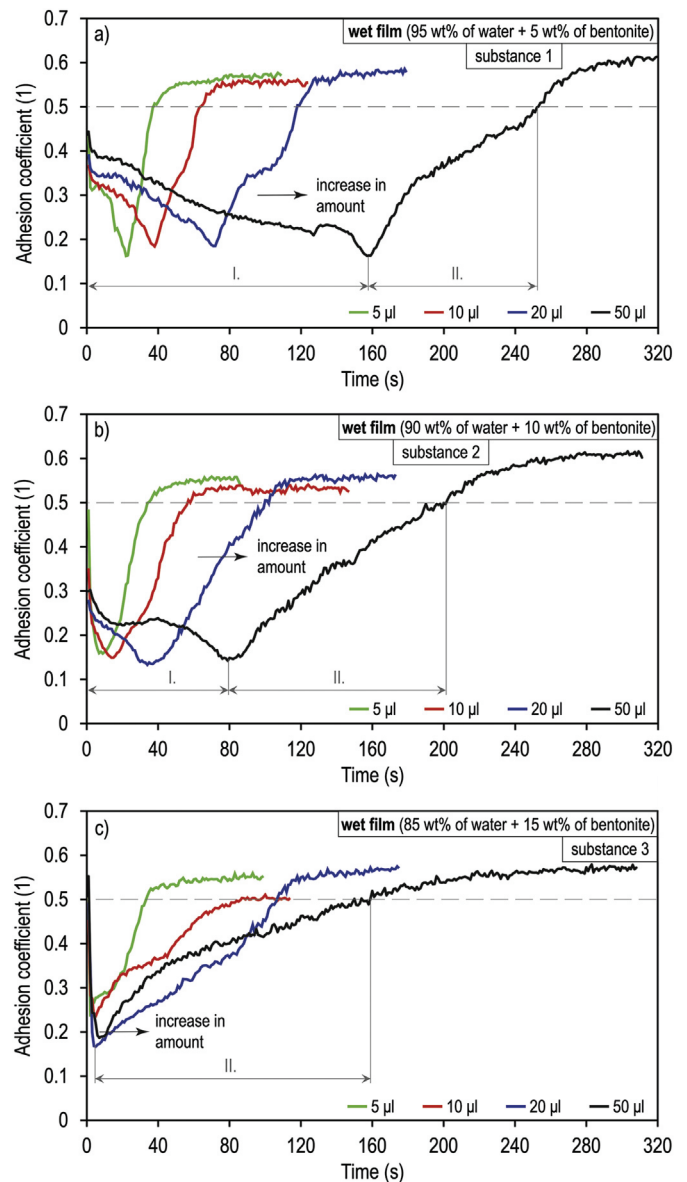 a)
wet film (95 wt% of water + 5 wt% of bentonite)
substance 1
Adhesion coefficient (1)
0.7
0.6
0.5
0.4
0.3
0.2
0.1
0
increase in
amount
I.
II.
5 µl
10 µl
20 µl
50 µl
0 40 80 120 160 200 240 280 320
Time (s)
b)
wet film (90 wt% of water + 10 wt% of bentonite)
substance 2
Adhesion coefficient (1)
0.7
0.6
0.5
0.4
0.3
0.2
0.1
0
increase in
amount
I.
II.
5 µl
10 µl
20 µl
50 µl
0 40 80 120 160 200 240 280 320
Time (s)
c)
wet film (85 wt% of water + 15 wt% of bentonite)
substance 3
Adhesion coefficient (1)
0.7
0.6
0.5
0.4
0.3
0.2
0.1
0
increase in
amount
II.
5 µl
10 µl
20 µl
50 µl
0 40 80 120 160 200 240 280 320
Time (s)